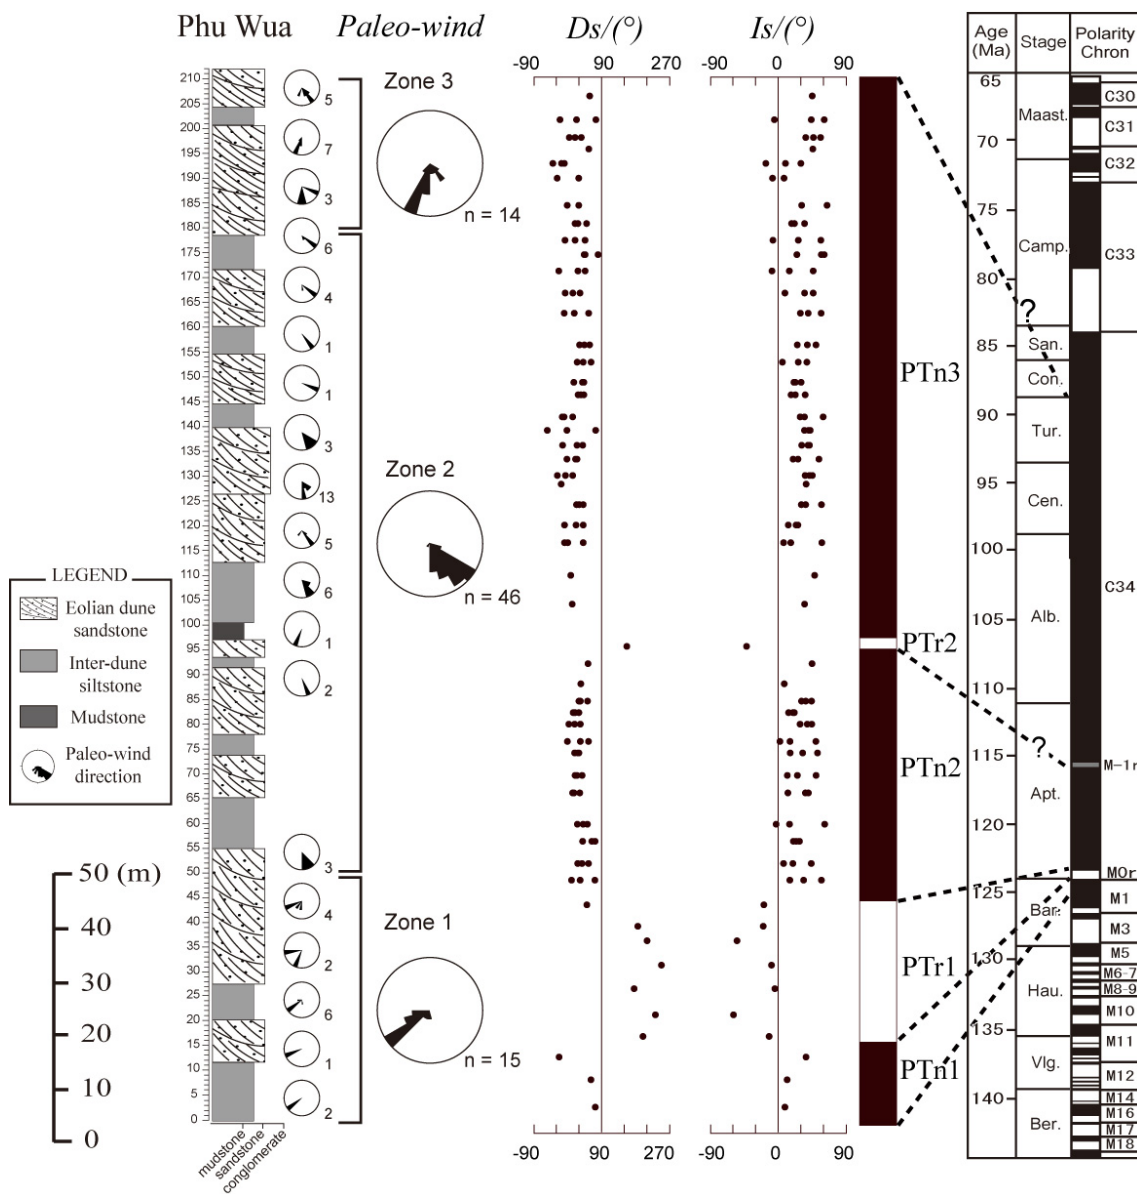 Phu Wua
Paleo-wind
Ds/(°)
Is/(°)
-90 90 270
-90 0 90
Age (Ma)
Stage
Polarity Chron
210
205
200
195
190
185
180
175
170
165
160
155
150
145
140
135
130
125
120
115
110
105
100
95
90
85
80
75
70
65
60
55
50
45
40
35
30
25
20
15
10
5
0
mudstone
sandstone
conglomerate
5
7
3
6
4
1
1
3
13
5
6
1
2
3
4
2
6
1
2
Zone 3
n = 14
Zone 2
n = 46
Zone 1
n = 15
LEGEND
Eolian dune
sandstone
Inter-dune
siltstone
Mudstone
Paleo-wind
direction
50 (m)
40
30
20
10
0
-90 90 270
-90 0 90
PTn3
PTr2
PTn2
PTr1
PTn1
?
?
65
70
75
80
85
90
95
100
105
110
115
120
125
130
135
140
Maast.
Camp.
San.
Con.
Tur.
Cen.
Alb.
Apt.
Bar.
Hau.
Vlg.
Ber.
C30
C31
C32
C33
C34
M-1r
M0r
M1
M3
M5
M6-7
M8-9
M10
M11
M12
M14
M16
M17
M18